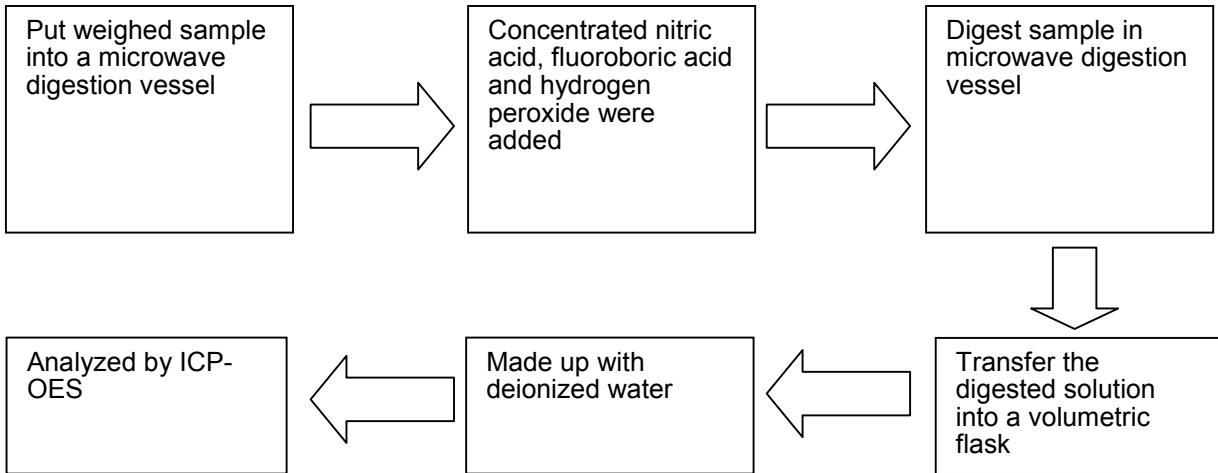 Put weighed sample
into a microwave
digestion vessel
Concentrated nitric
acid, fluoroboric acid
and hydrogen
peroxide were
added
Digest sample in
microwave digestion
vessel
Transfer the
digested solution
into a volumetric
flask
Made up with
deionized water
Analyzed by ICP-
OES